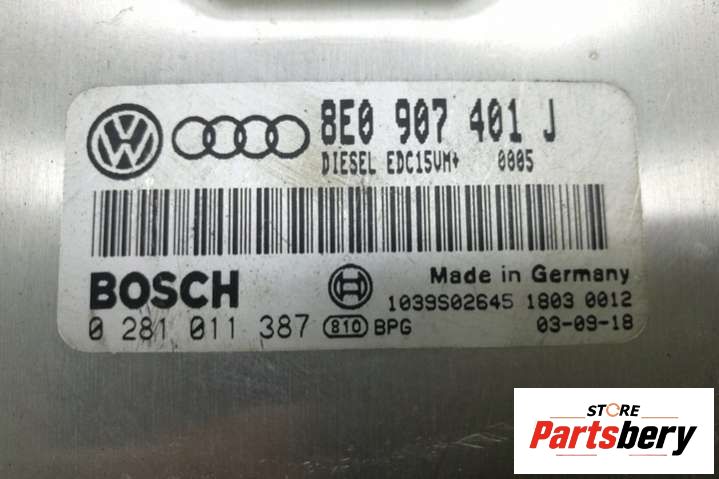 8E0 907 401 J
DIESEL EDC15VM+ 0005
BOSCH
Made in Germany
1039S02645 1803 0012
0 281 011 387 810 BPG 03-09-18
STORE
Partsbery